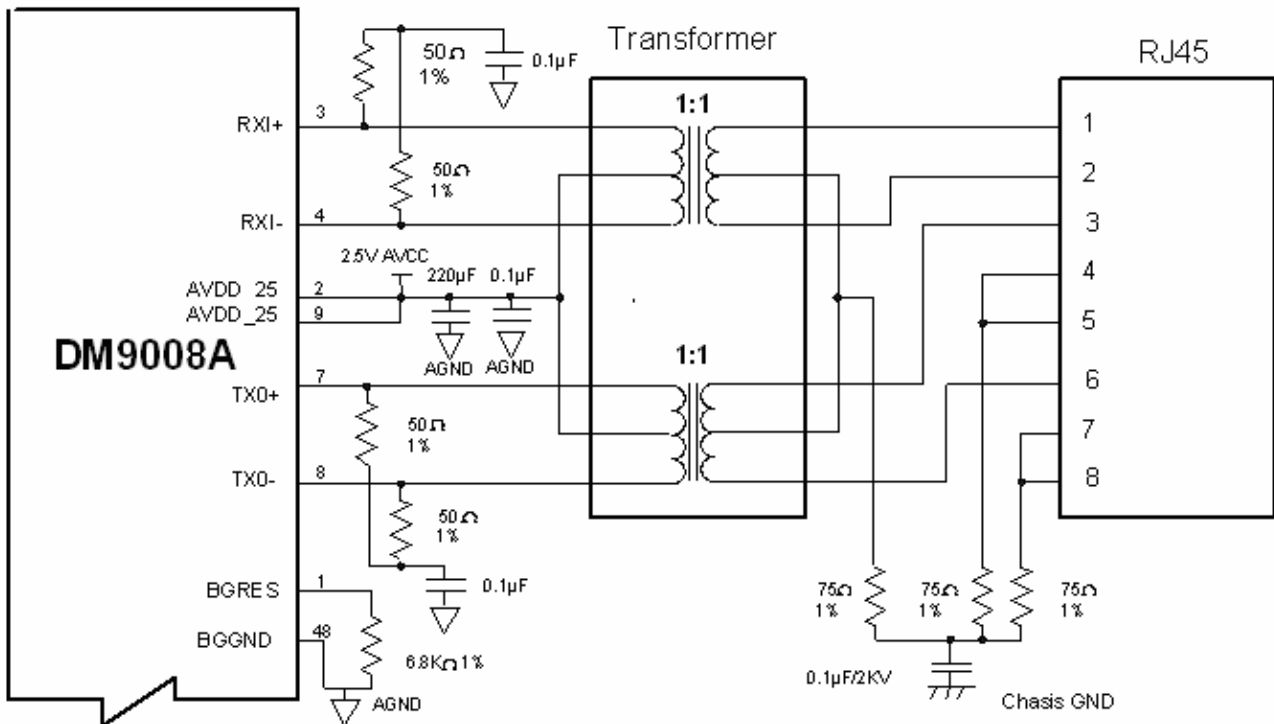 Transformer
RJ45
50Ω
1%
0.1µF
1:1
RXI+
3
1
50Ω
1%
2
RXI-
4
3
2.5V AVCC
4
220µF
0.1µF
AVDD_25
2
AVDD_25
9
5
DM9008A
AGND
AGND
1:1
TX0+
7
6
50Ω
1%
7
TX0-
8
8
50Ω
1%
BGRES
1
0.1µF
75Ω
1%
75Ω
1%
75Ω
1%
BGGND
48
6.8KΩ 1%
0.1µF/2KV
AGND
Chasis GND